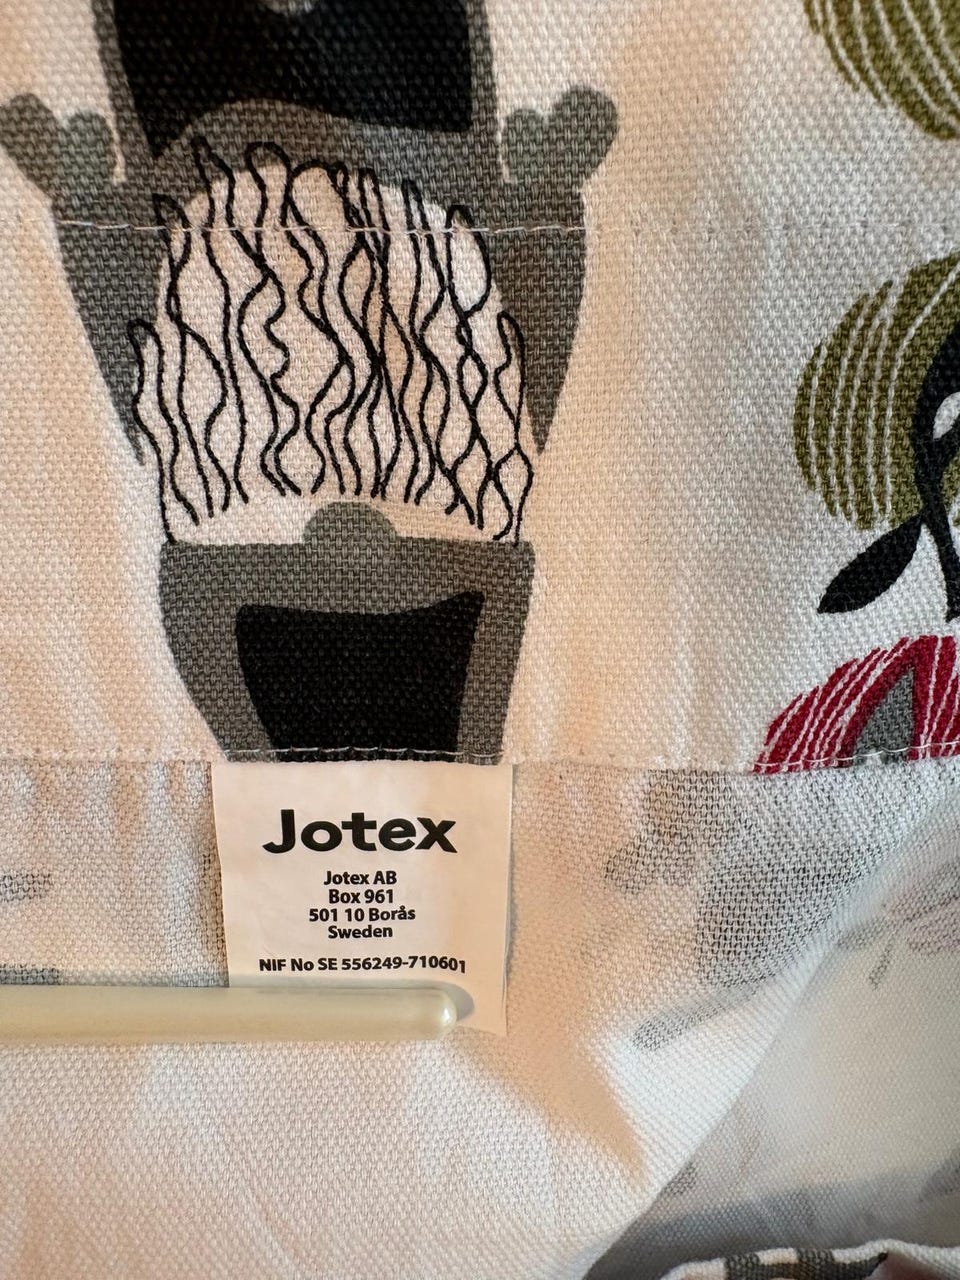 Jotex
Jotex AB
Box 961
501 10 Borås
Sweden
NIF No SE 556249-710601